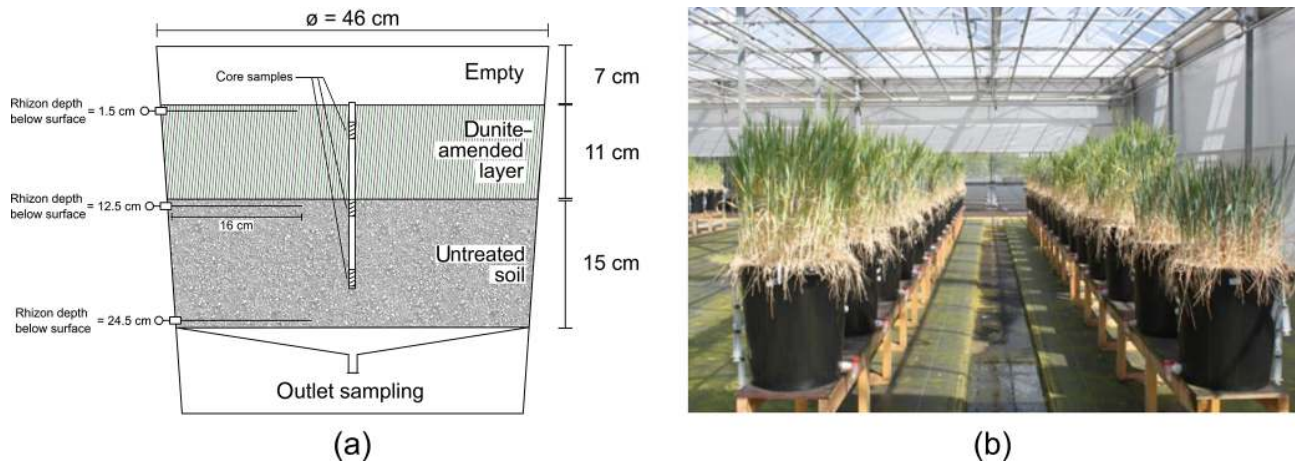 ø = 46 cm
Empty
7 cm
Core samples
Rhizon depth
below surface
= 1.5 cm
Dunite–
amended
layer
11 cm
Rhizon depth
below surface
= 12.5 cm
16 cm
Untreated
soil
15 cm
Rhizon depth
below surface
= 24.5 cm
Outlet sampling
(a)
(b)